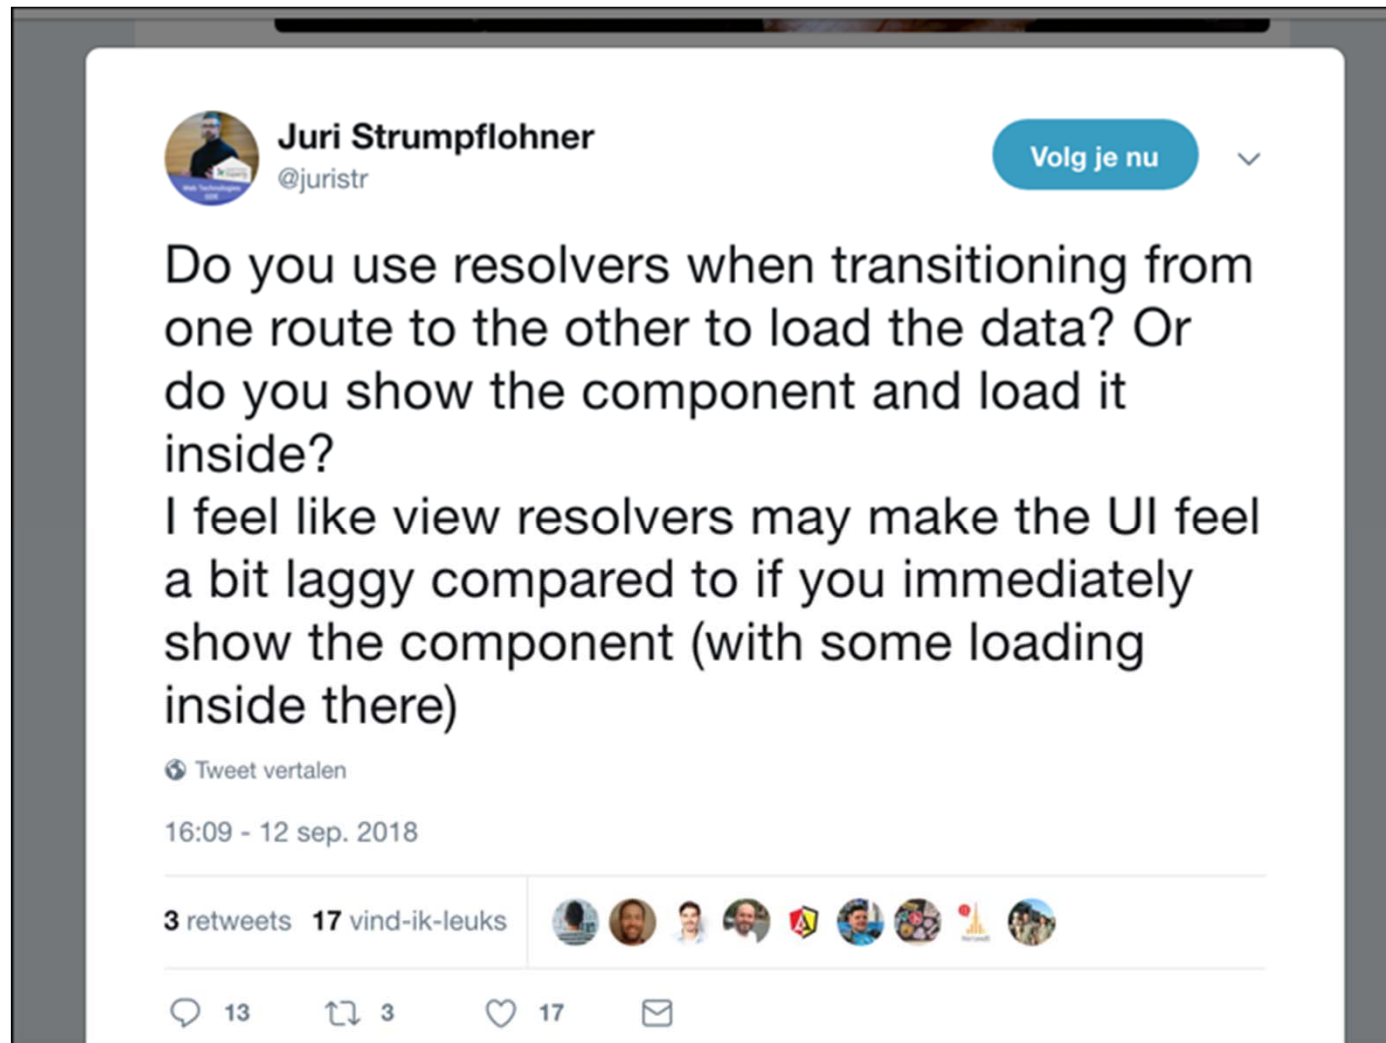 Juri Strumpflohner
@juristr
Volg je nu
Do you use resolvers when transitioning from
one route to the other to load the data? Or
do you show the component and load it
inside?
I feel like view resolvers may make the UI feel
a bit laggy compared to if you immediately
show the component (with some loading
inside there)
Tweet vertalen
16:09 - 12 sep. 2018
3 retweets 17 vind-ik-leuks
13 3 17